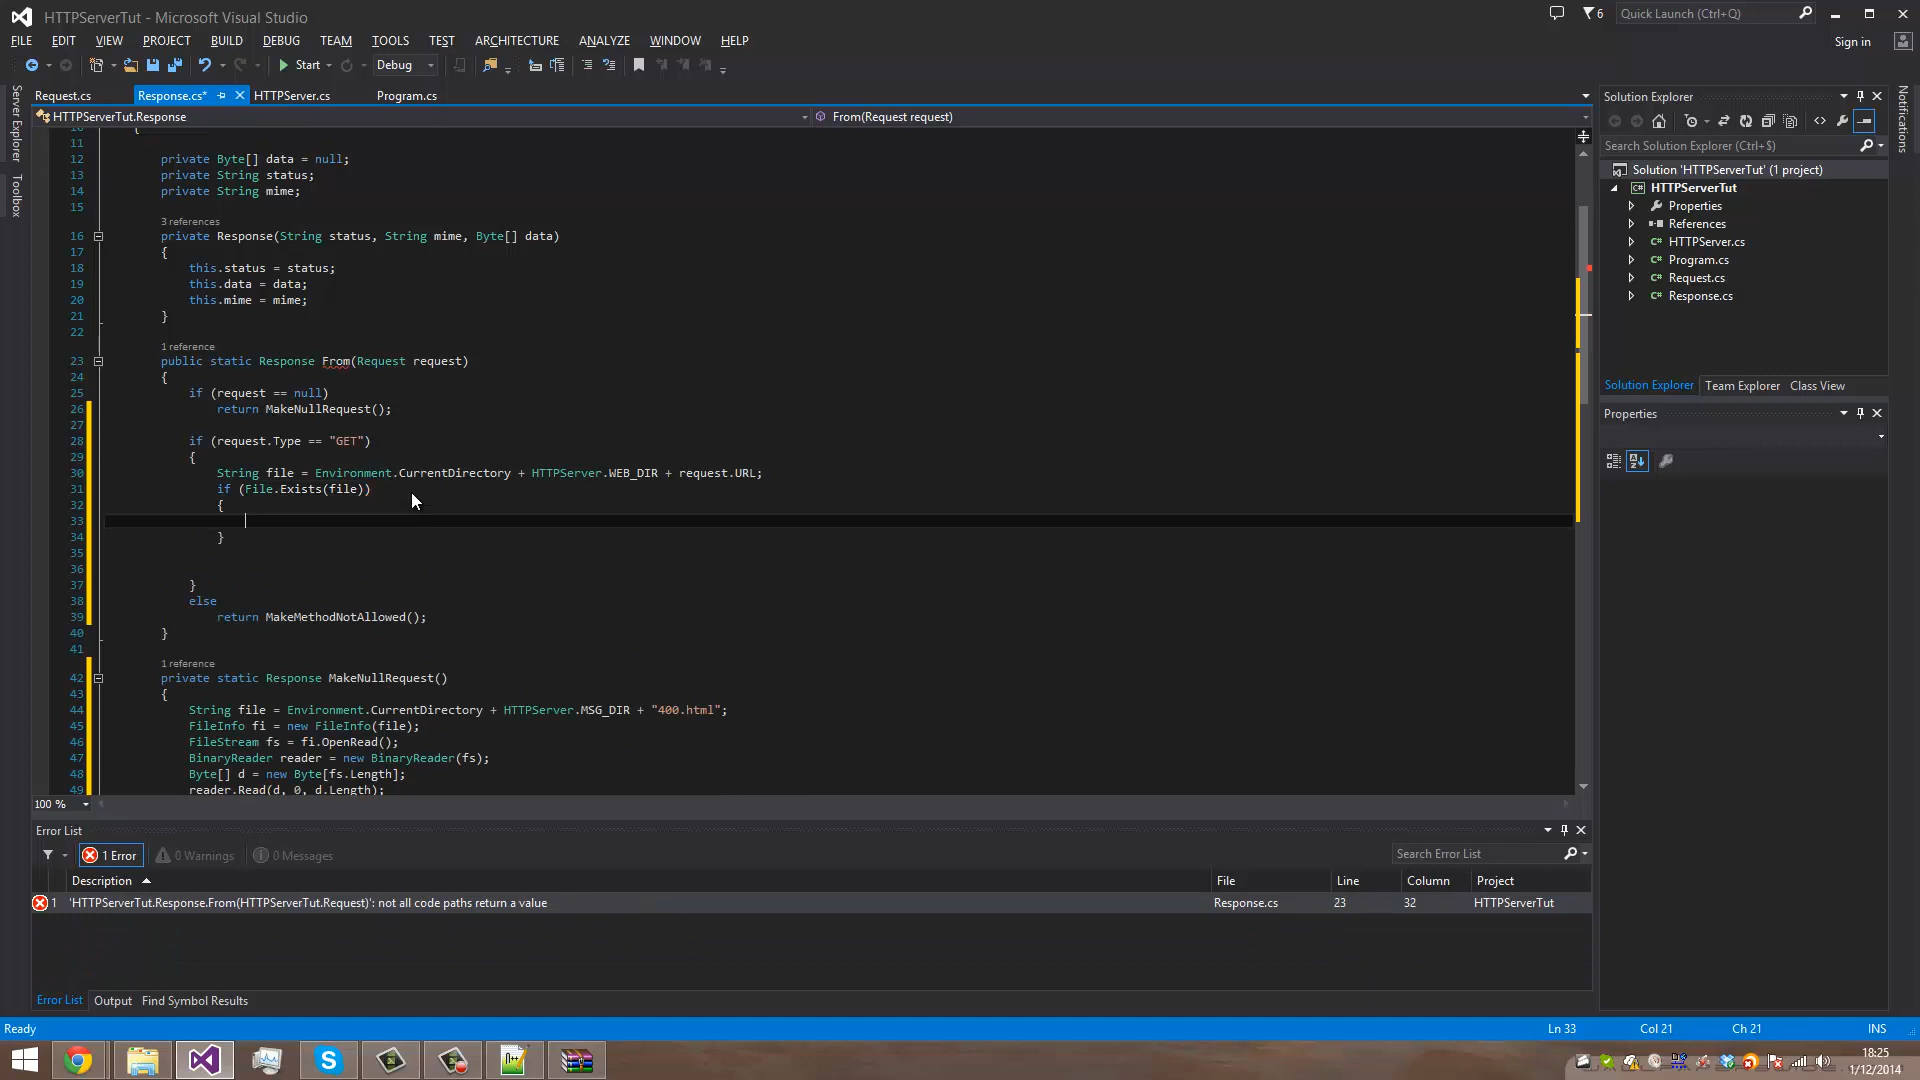 HTTPServerTut - Microsoft Visual Studio
6
Quick Launch (Ctrl+Q)
FILE EDIT VIEW PROJECT BUILD DEBUG TEAM TOOLS TEST ARCHITECTURE ANALYZE WINDOW HELP
Sign in
Start Debug
Server Explorer
Toolbox
Request.cs Response.cs* HTTPServer.cs Program.cs
HTTPServerTut.Response From(Request request)
10 {
11
12 private Byte[] data = null;
13 private String status;
14 private String mime;
15
3 references
16 private Response(String status, String mime, Byte[] data)
17 {
18 this.status = status;
19 this.data = data;
20 this.mime = mime;
21 }
22
1 reference
23 public static Response From(Request request)
24 {
25 if (request == null)
26 return MakeNullRequest();
27
28 if (request.Type == "GET")
29 {
30 String file = Environment.CurrentDirectory + HTTPServer.WEB_DIR + request.URL;
31 if (File.Exists(file))
32 {
33
34 }
35
36
37 }
38 else
39 return MakeMethodNotAllowed();
40 }
41
1 reference
42 private static Response MakeNullRequest()
43 {
44 String file = Environment.CurrentDirectory + HTTPServer.MSG_DIR + "400.html";
45 FileInfo fi = new FileInfo(file);
46 FileStream fs = fi.OpenRead();
47 BinaryReader reader = new BinaryReader(fs);
48 Byte[] d = new Byte[fs.Length];
49 reader.Read(d, 0, d.Length);
100 %
Solution Explorer
Search Solution Explorer (Ctrl+$)
Solution 'HTTPServerTut' (1 project)
HTTPServerTut
Properties
References
HTTPServer.cs
Program.cs
Request.cs
Response.cs
Solution Explorer Team Explorer Class View
Properties
Notifications
Error List
1 Error 0 Warnings 0 Messages
Search Error List
Description File Line Column Project
1 'HTTPServerTut.Response.From(HTTPServerTut.Request)': not all code paths return a value Response.cs 23 32 HTTPServerTut
Error List Output Find Symbol Results
Ready Ln 33 Col 21 Ch 21 INS
18:25
1/12/2014